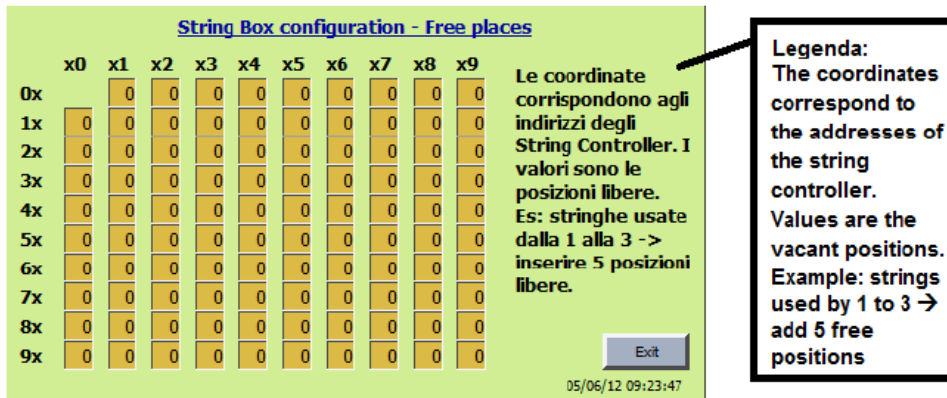 String Box configuration - Free places
x0 x1 x2 x3 x4 x5 x6 x7 x8 x9
0x 0 0 0 0 0 0 0 0 0
1x 0 0 0 0 0 0 0 0 0 0
2x 0 0 0 0 0 0 0 0 0 0
3x 0 0 0 0 0 0 0 0 0 0
4x 0 0 0 0 0 0 0 0 0 0
5x 0 0 0 0 0 0 0 0 0 0
6x 0 0 0 0 0 0 0 0 0 0
7x 0 0 0 0 0 0 0 0 0 0
8x 0 0 0 0 0 0 0 0 0 0
9x 0 0 0 0 0 0 0 0 0 0
Le coordinate
corrispondono agli
indirizzi degli
String Controller. I
valori sono le
posizioni libere.
Es: stringhe usate
dalla 1 alla 3 ->
inserire 5 posizioni
libere.
Exit
05/06/12 09:23:47
Legenda:
The coordinates
correspond to
the addresses of
the string
controller.
Values are the
vacant positions.
Example: strings
used by 1 to 3 →
add 5 free
positions